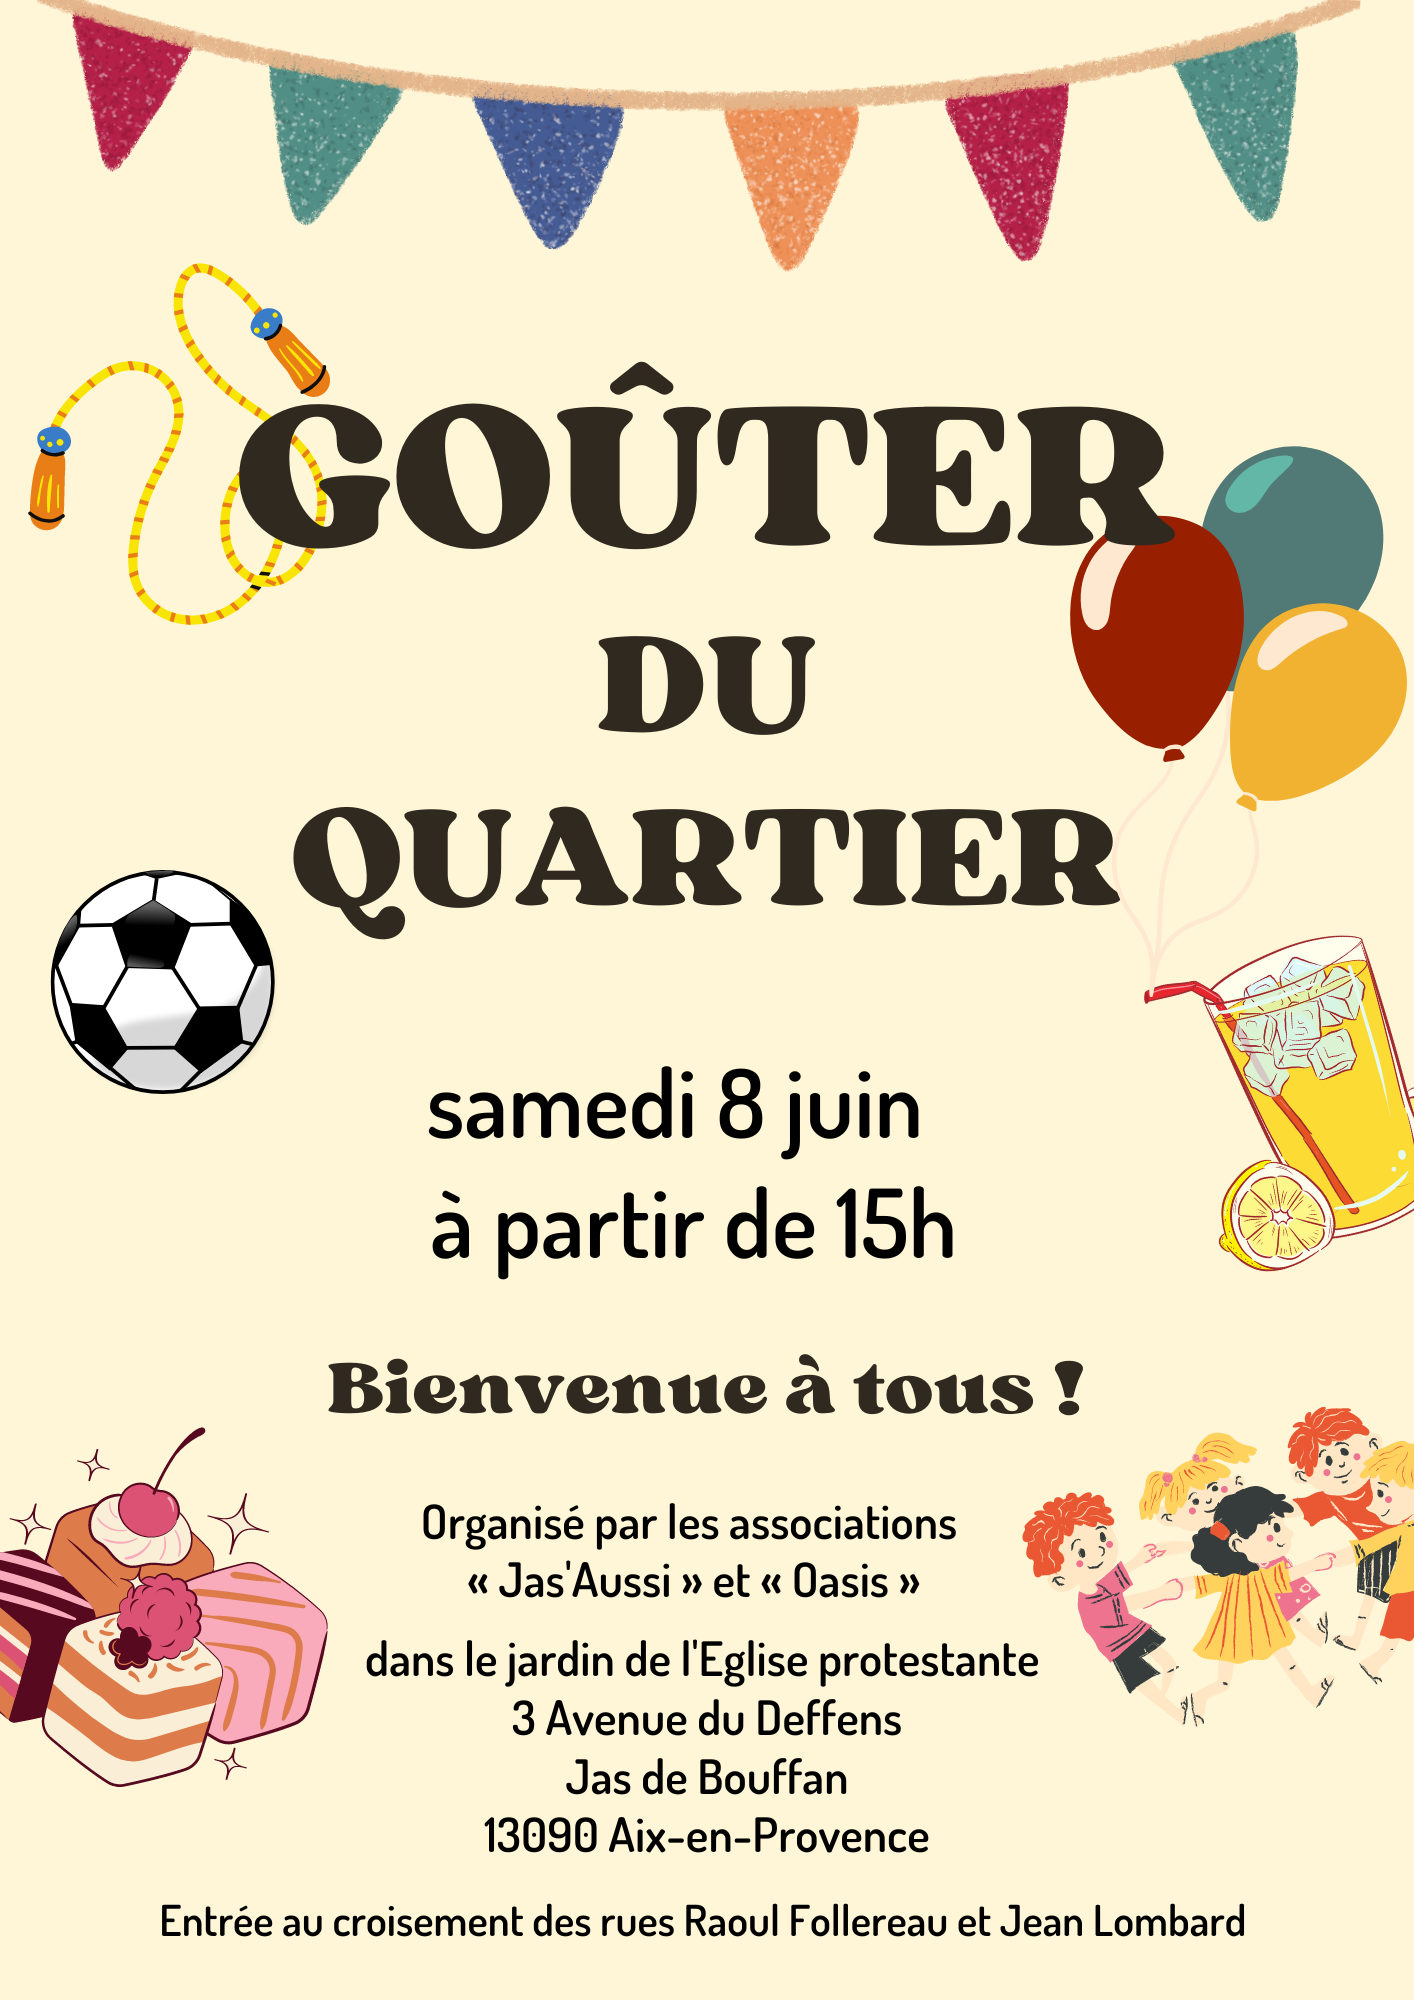 GOÛTER
DU
QUARTIER
samedi 8 juin
à partir de 15h
Bienvenue à tous !
Organisé par les associations
« Jas'Aussi » et « Oasis »
dans le jardin de l'Eglise protestante
3 Avenue du Deffens
Jas de Bouffan
13090 Aix-en-Provence
Entrée au croisement des rues Raoul Follereau et Jean Lombard